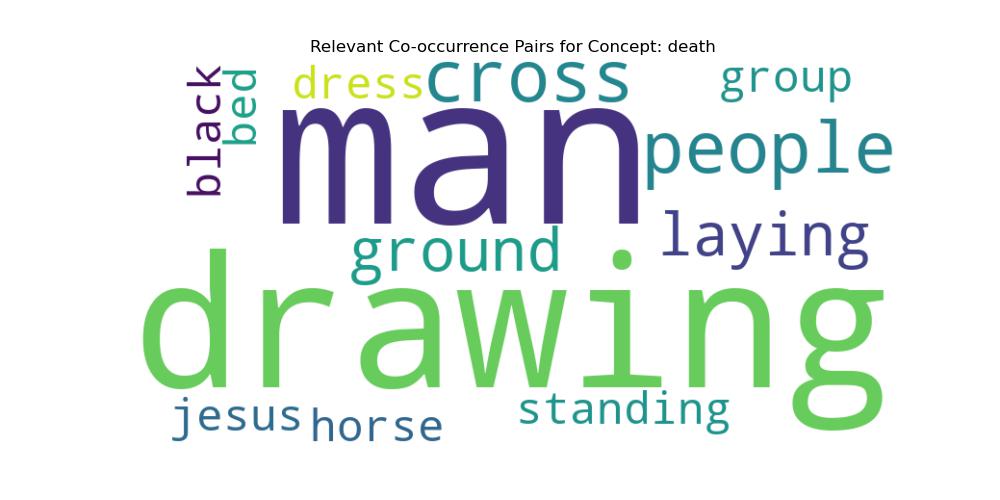 Relevant Co-occurrence Pairs for Concept: death
black
bed
dress
cross
group
man
people
laying
ground
drawing
jesus
horse
standing